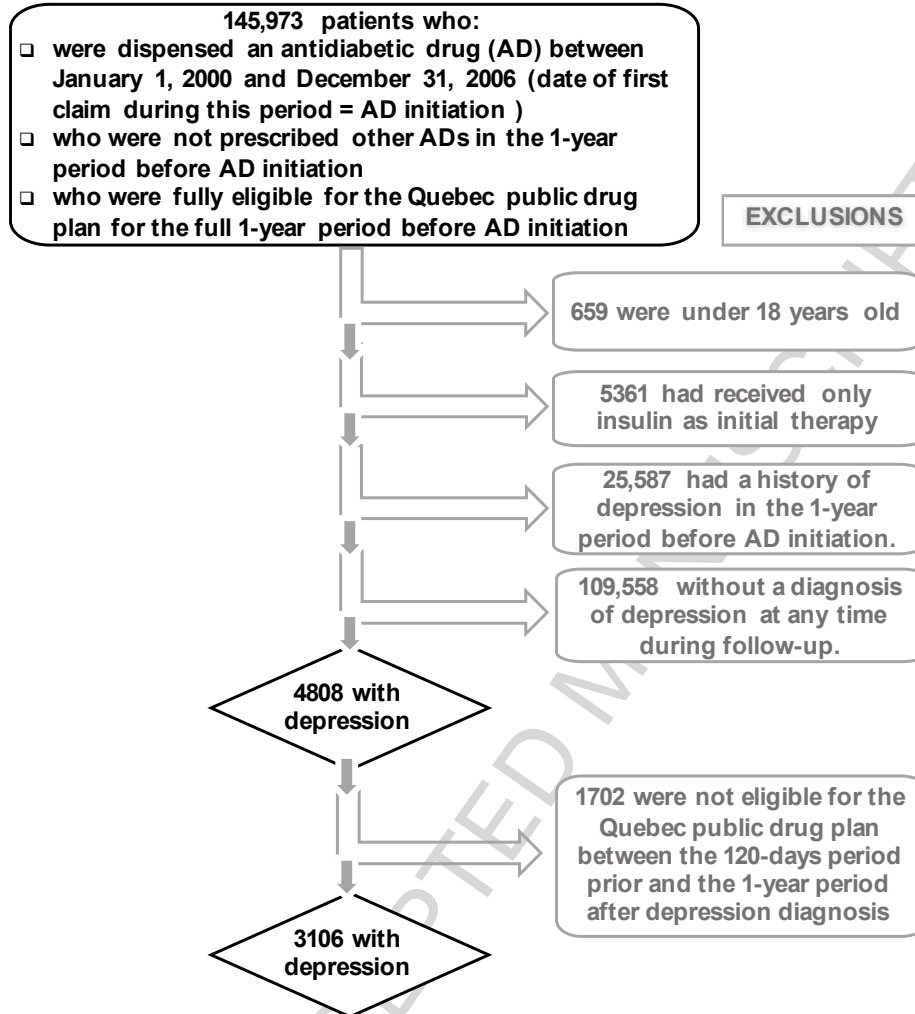 145,973 patients who:
❑ were dispensed an antidiabetic drug (AD) between
January 1, 2000 and December 31, 2006 (date of first
claim during this period = AD initiation )
❑ who were not prescribed other ADs in the 1-year
period before AD initiation
❑ who were fully eligible for the Quebec public drug
plan for the full 1-year period before AD initiation
EXCLUSIONS
659 were under 18 years old
5361 had received only
insulin as initial therapy
25,587 had a history of
depression in the 1-year
period before AD initiation.
109,558 without a diagnosis
of depression at any time
during follow-up.
4808 with
depression
1702 were not eligible for the
Quebec public drug plan
between the 120-days period
prior and the 1-year period
after depression diagnosis
3106 with
depression